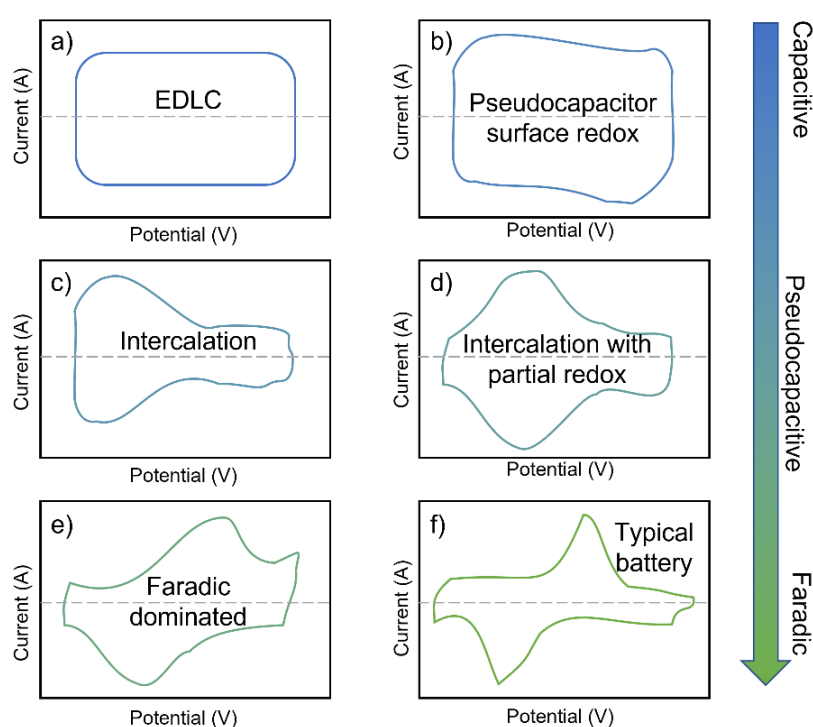 a)
EDLC
Current (A)
Potential (V)
b)
Pseudocapacitor
surface redox
Current (A)
Potential (V)
c)
Intercalation
Current (A)
Potential (V)
d)
Intercalation with
partial redox
Current (A)
Potential (V)
e)
Faradic
dominated
Current (A)
Potential (V)
f)
Typical
battery
Current (A)
Potential (V)
Capacitive
Pseudocapacitive
Faradic